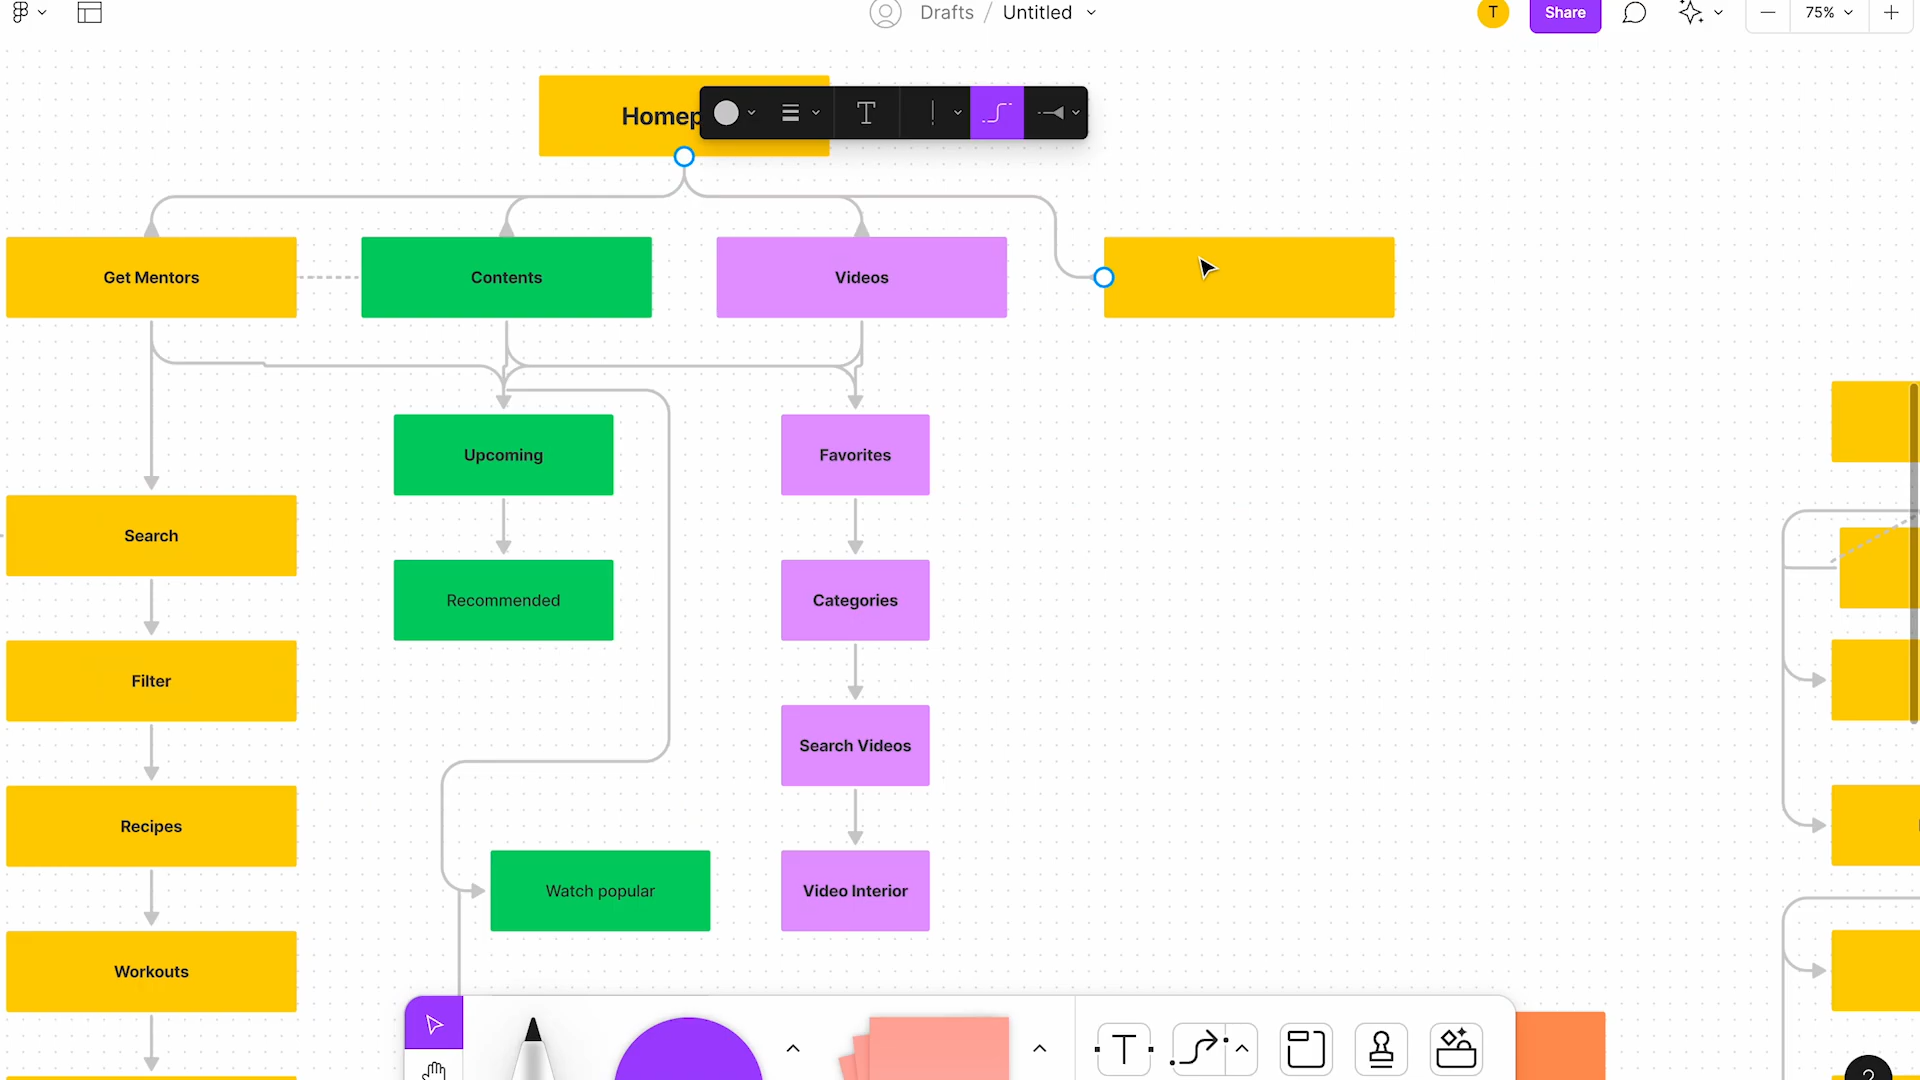 Drafts / Untitled
T
Share
75%
Homep
Get Mentors
Contents
Videos
Upcoming
Favorites
Search
Recommended
Categories
Filter
Search Videos
Recipes
Watch popular
Video Interior
Workouts
?